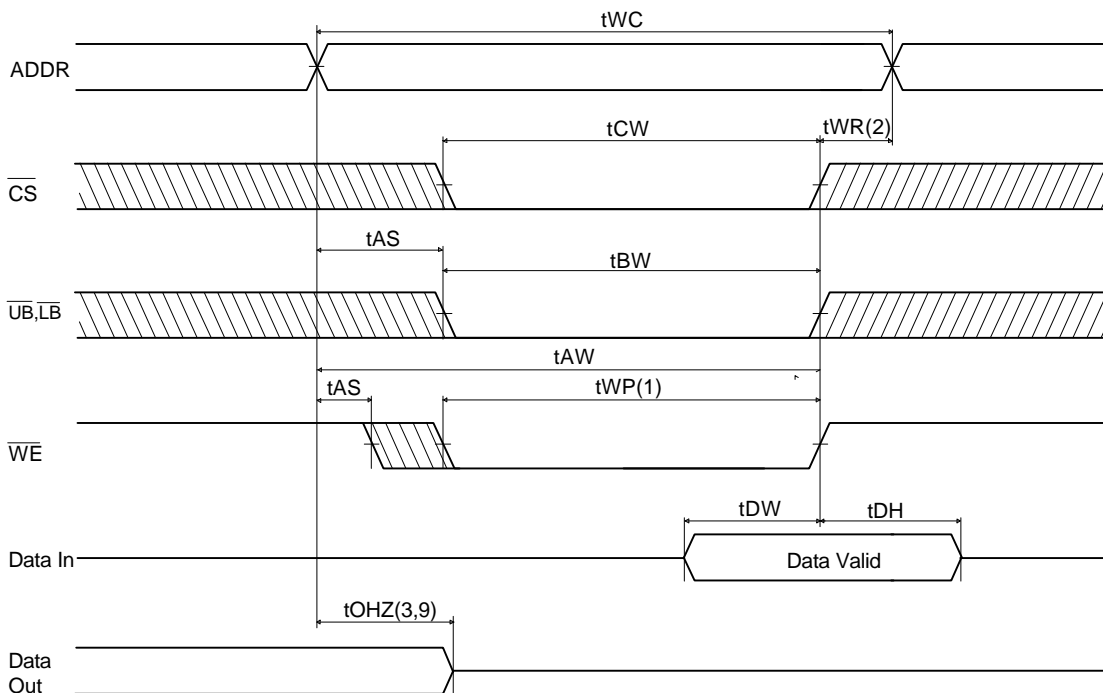 tWC
ADDR
tCW
tWR(2)
CS
tAS
tBW
UB,LB
tAW
tAS
tWP(1)
WE
tDW
tDH
Data In
Data Valid
tOHZ(3,9)
Data
Out